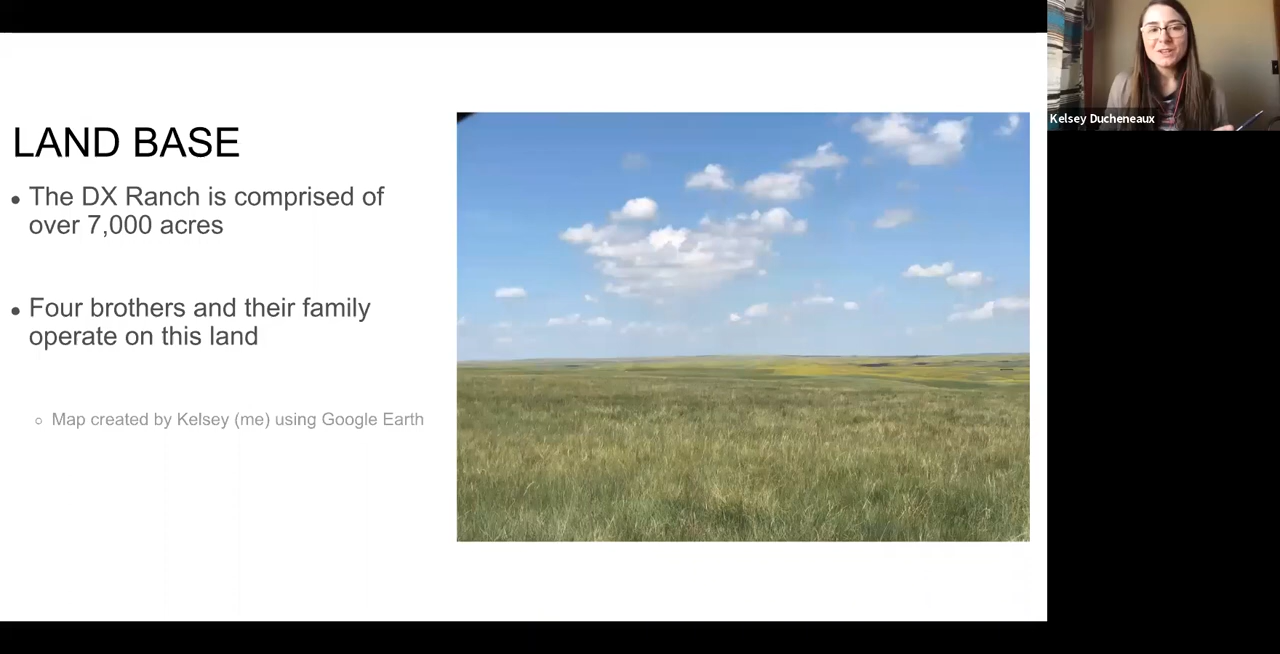 LAND BASE
• The DX Ranch is comprised of
over 7,000 acres
• Four brothers and their family
operate on this land
○ Map created by Kelsey (me) using Google Earth
Kelsey Ducheneaux